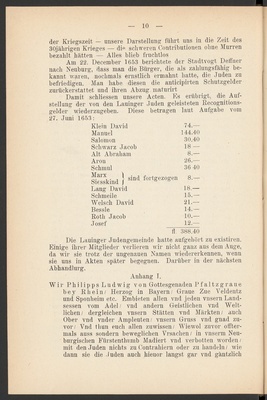 — 10 —
der Kriegszeit — unsere Darstellung führt uns in die Zeit des
30jährigen Krieges — die schweren Contributionen ohne Murren
bezahlt hätten — Alles blieb fruchtlos
Am 22. December 1653 berichtete der Stadtvogt Deffner
nach Neuburg, dass man die Bürger, die als zahlungsfähig be-
kannt waren, nochmals ernstlich ermahnt hatte, die Juden zu
befriedigen. Man habe dienen die anticipirten Schutzgelder
zurückerstattet und ihren Abzug maturirt
Damit schliessen unsere Acten. Es erübrigt, die Auf-
stellung der von den Lauinger Juden geleisteten Recognitions-
gelder wiederzugeben. Diese betragen laut Aufgabe vom
27. Juni 1653:
Klein David 74.—
Manuel 144.40
Salomon 30.40
Schwarz Jacob 18—
Alt Abraham 8.—
Aron 26.—
Schmul 36 40
Marx
Siesskind } sind fortgezogen 8.—
Lang David 18.—
Schmeile 15.—
Welsch David 21.—
Bessle 14.—
Roth Jacob 10.—
Josef 12.—
fl. 388.40
Die Lauinger Judengemeinde hatte aufgehört zu existiren.
Einige ihrer Mitglieder verlieren wir nicht ganz aus dem Auge,
da wir sie trotz der ungenauen Namen wiedererkennen, wenn
sie uns in Akten später begegnen. Darüber in der nächsten
Abhandlung.
Anhang I.
Wir Philipps Ludwig von Gottesgenaden Pfaltzgraue
bey Rhein: Herzog in Bayern: Graue Zue Veldentz
und Sponheim etc. Embieten allen vnd jeden vnsern Land-
sessen vom Adel: vnd andern Geistlichen vnd Welt-
lichen: dergleichen vnsern Stätten vnd Märkten: auch
Ober vnd vnder Amplenten: vnsern Gruss vnd gnad zu-
vor: Vnd thun euch allen zuwissen: Wiewol zuvor offter-
mals auss sondern beweglichen Vrsachen: in vnserm Neu-
burgischen Fürstenthomb Madiert vnd verbotten worden:
mit den Juden nichts zu Contrahiern oder zu handeln: wie
dann sie die Juden auch hieuor langst gar vnd gäntzlich